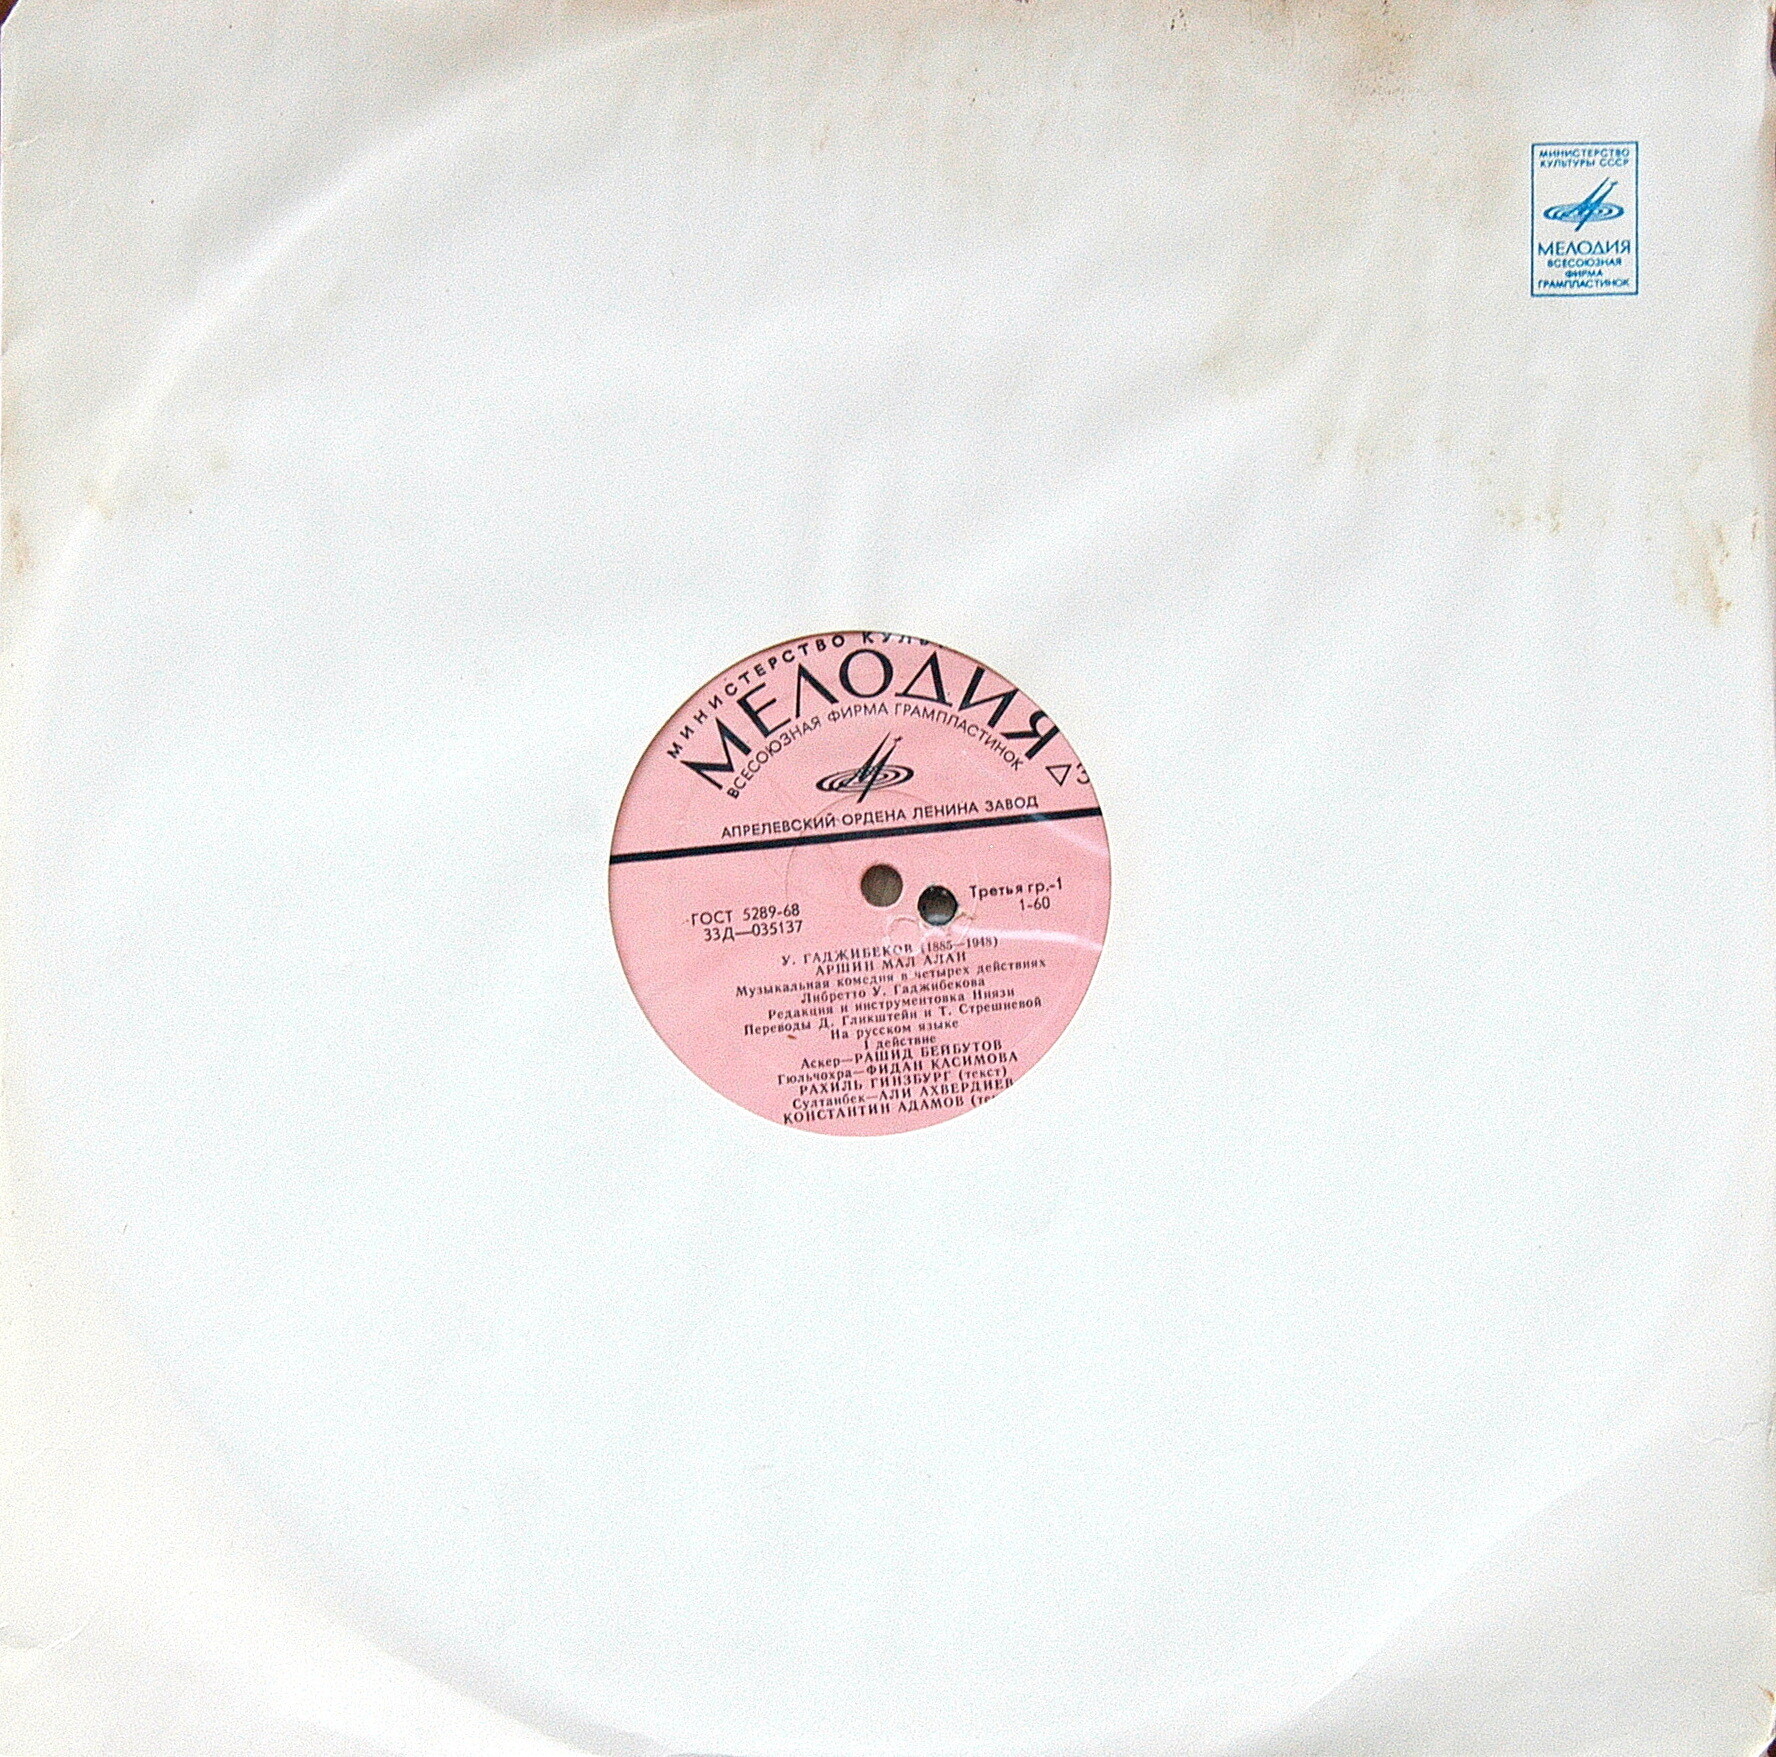 МИНИСТЕРСТВО
КУЛЬТУРЫ СССР
МЕЛОДИЯ
ВСЕСОЮЗНАЯ
ФИРМА
ГРАМПЛАСТИНОК
МИНИСТЕРСТВО
МЕЛОДИЯ
ВСЕСОЮЗНАЯ ФИРМА ГРАМПЛАСТИНОК
АПРЕЛЕВСКИЙ ОРДЕНА ЛЕНИНА ЗАВОД
ГОСТ 5289-68
33Д—035137
Третья гр.-1
1-60
У. ГАДЖИБЕКОВ (1885—1948)
АРШИН МАЛ АЛАН
Музыкальная комедия в четырех действиях
Либретто У. Гаджибекова
Редакция и инструментовка Ниязи
Переводы Д. Гликштейн и Т. Стрешневой
На русском языке
1 действие
Аскер—РАШИД БЕЙБУТОВ
Гюльчохра—ФИДАН КАСИМОВА
РАХИЛЬ ГИНЗБУРГ (текст)
Султанбек—АЛИ АХВЕРДИЕВ
КОНСТАНТИН АДАМОВ